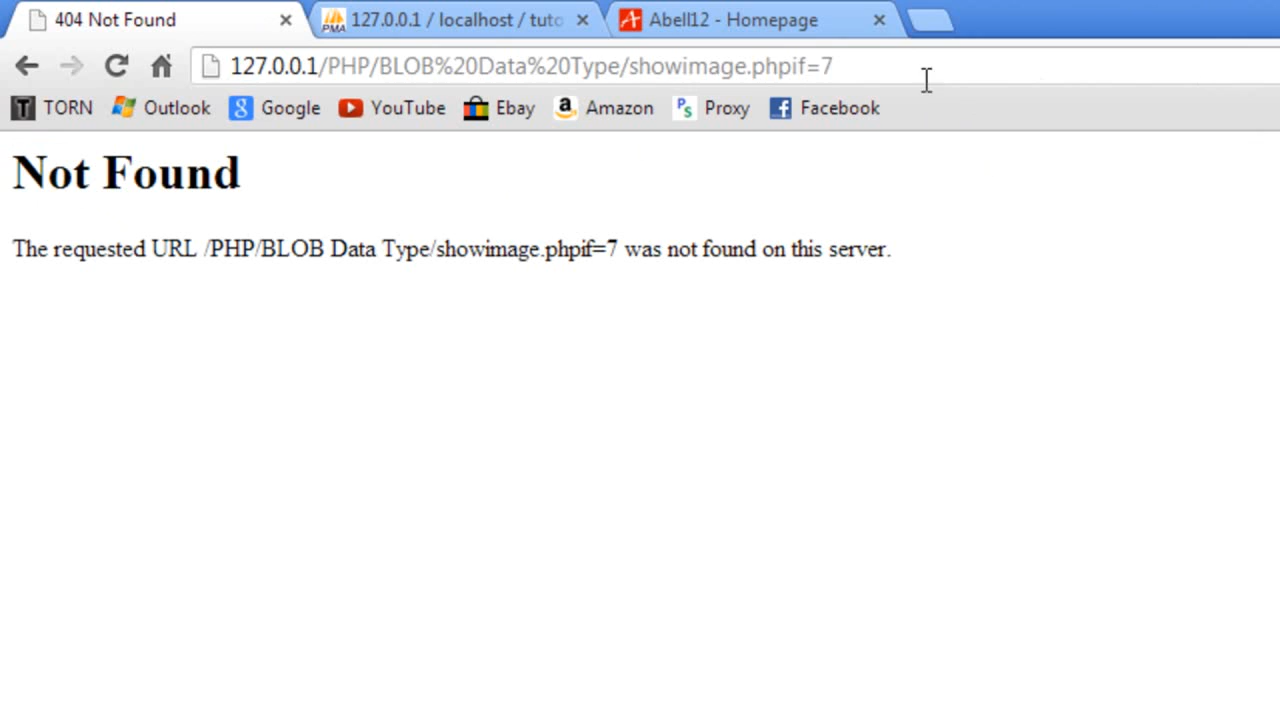 404 Not Found
PMA 127.0.0.1 / localhost / tuto
Abell12 - Homepage
127.0.0.1/PHP/BLOB%20Data%20Type/showimage.phpif=7
T TORN Outlook g Google YouTube Ebay a Amazon Ps Proxy f Facebook
Not Found
The requested URL /PHP/BLOB Data Type/showimage.phpif=7 was not found on this server.